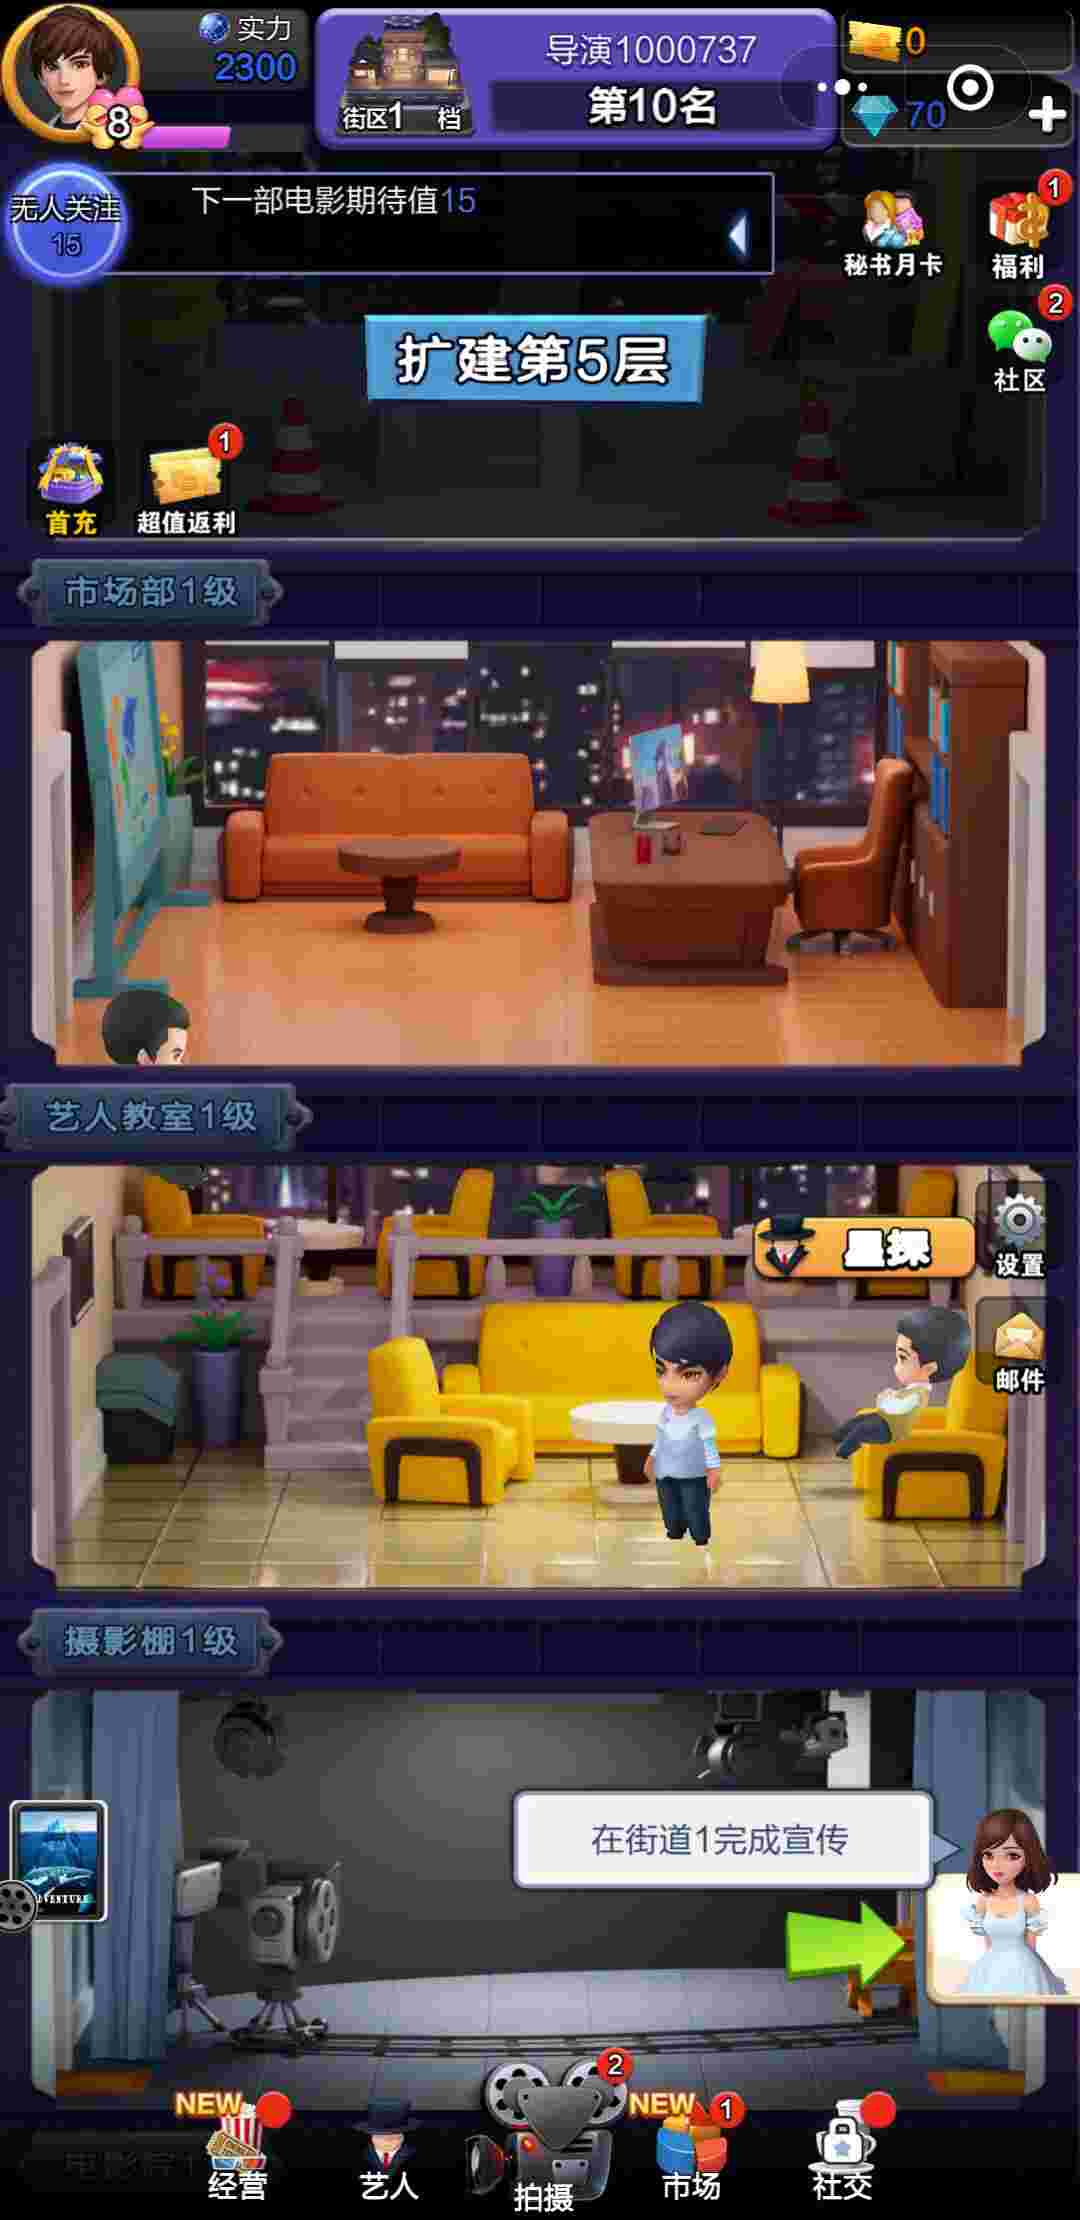 实力
2300
8
街区1 档
导演1000737
第10名
0
70
无人关注
15
下一部电影期待值15
秘书月卡
1
福利
2
社区
扩建第5层
首充
1
超值返利
市场部1级
艺人教室1级
星探
设置
邮件
摄影棚1级
在街道1完成宣传
NEW
经营
艺人
2
拍摄
NEW
1
市场
社交